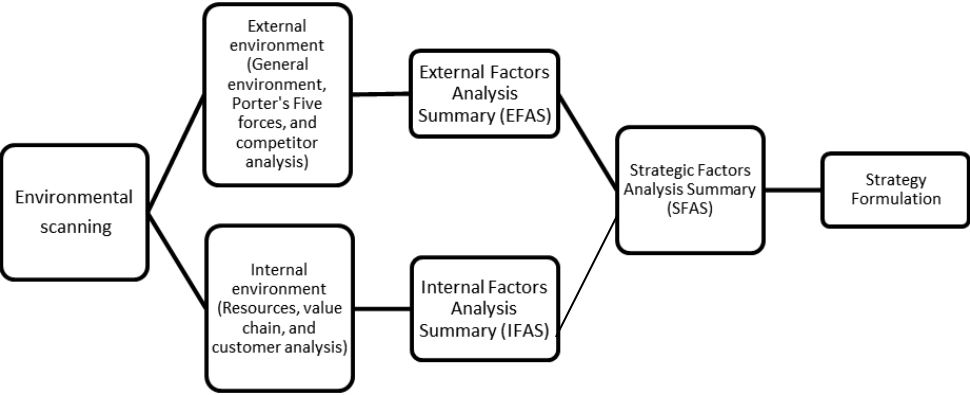 Environmental
scanning
External
environment
(General
environment,
Porter's Five
forces, and
competitor
analysis)
Internal
environment
(Resources, value
chain, and
customer analysis)
External Factors
Analysis
Summary (EFAS)
Internal Factors
Analysis
Summary (IFAS)
Strategic Factors
Analysis Summary
(SFAS)
Strategy
Formulation